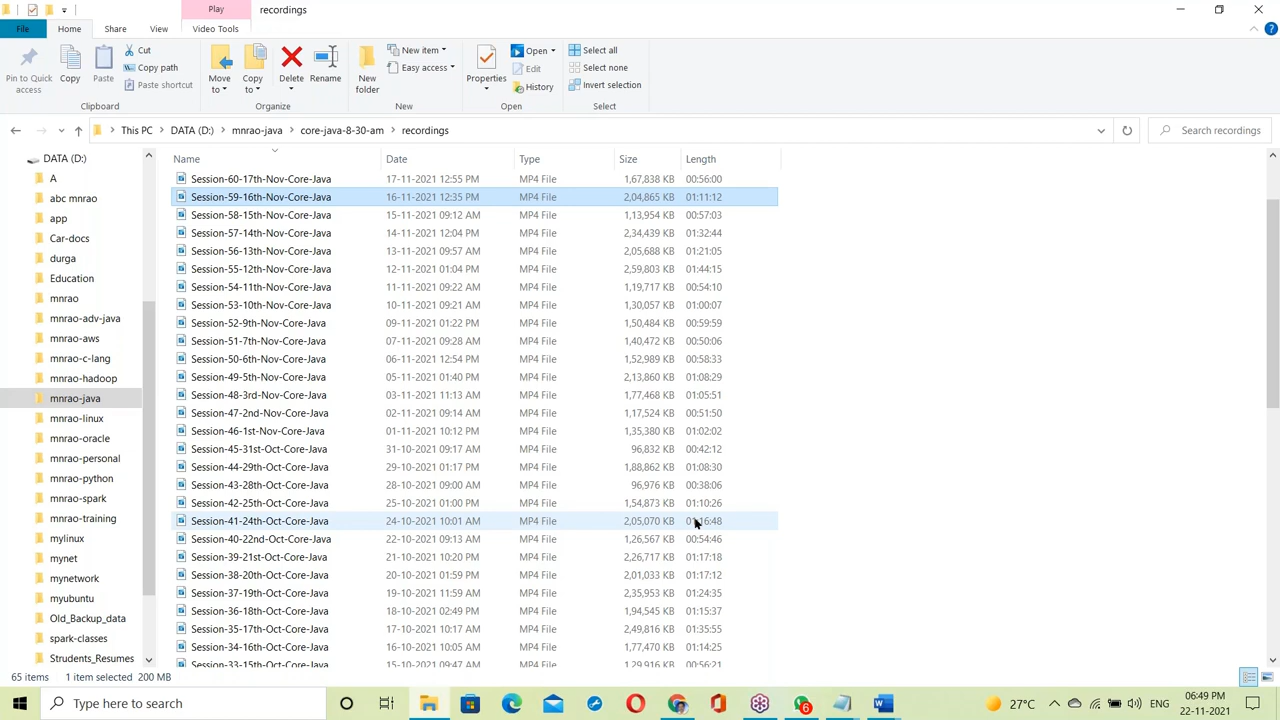 Play
recordings
File
Home
Share
View
Video Tools
Pin to Quick access
Copy
Paste
Cut
Copy path
Paste shortcut
Clipboard
Move to
Copy to
Delete
Rename
Organize
New folder
New item
Easy access
New
Properties
Open
Edit
History
Open
Select all
Select none
Invert selection
Select
This PC > DATA (D:) > mnrao-java > core-java-8-30-am > recordings
Search recordings
DATA (D:)
A
abc mnrao
app
Car-docs
durga
Education
mnrao
mnrao-adv-java
mnrao-aws
mnrao-c-lang
mnrao-hadoop
mnrao-java
mnrao-linux
mnrao-oracle
mnrao-personal
mnrao-python
mnrao-spark
mnrao-training
mylinux
mynet
mynetwork
myubuntu
Old_Backup_data
spark-classes
Strudents_Resumes
Name Date Type Size Length
Session-60-17th-Nov-Core-Java 17-11-2021 12:55 PM MP4 File 1,67,838 KB 00:56:00
Session-59-16th-Nov-Core-Java 16-11-2021 12:35 PM MP4 File 2,04,865 KB 01:11:12
Session-58-15th-Nov-Core-Java 15-11-2021 09:12 AM MP4 File 1,13,954 KB 00:57:03
Session-57-14th-Nov-Core-Java 14-11-2021 12:04 PM MP4 File 2,34,439 KB 01:32:44
Session-56-13th-Nov-Core-Java 13-11-2021 09:57 AM MP4 File 2,05,688 KB 01:21:05
Session-55-12th-Nov-Core-Java 12-11-2021 01:04 PM MP4 File 2,59,803 KB 01:44:15
Session-54-11th-Nov-Core-Java 11-11-2021 09:22 AM MP4 File 1,19,717 KB 00:54:10
Session-53-10th-Nov-Core-Java 10-11-2021 09:21 AM MP4 File 1,30,057 KB 01:00:07
Session-52-9th-Nov-Core-Java 09-11-2021 01:22 PM MP4 File 1,50,484 KB 00:59:59
Session-51-7th-Nov-Core-Java 07-11-2021 09:28 AM MP4 File 1,40,472 KB 00:50:06
Session-50-6th-Nov-Core-Java 06-11-2021 12:54 PM MP4 File 1,52,989 KB 00:58:33
Session-49-5th-Nov-Core-Java 05-11-2021 01:40 PM MP4 File 2,13,860 KB 01:08:29
Session-48-3rd-Nov-Core-Java 03-11-2021 11:13 AM MP4 File 1,77,468 KB 01:05:51
Session-47-2nd-Nov-Core-Java 02-11-2021 09:14 AM MP4 File 1,17,524 KB 00:51:50
Session-46-1st-Nov-Core-Java 01-11-2021 10:12 PM MP4 File 1,35,380 KB 01:02:02
Session-45-31st-Oct-Core-Java 31-10-2021 09:17 AM MP4 File 96,832 KB 00:42:12
Session-44-29th-Oct-Core-Java 29-10-2021 01:17 PM MP4 File 1,88,862 KB 01:08:30
Session-43-28th-Oct-Core-Java 28-10-2021 09:00 AM MP4 File 96,976 KB 00:38:06
Session-42-25th-Oct-Core-Java 25-10-2021 01:00 PM MP4 File 1,54,873 KB 01:10:26
Session-41-24th-Oct-Core-Java 24-10-2021 10:01 AM MP4 File 2,05,070 KB 01:16:48
Session-40-22nd-Oct-Core-Java 22-10-2021 09:13 AM MP4 File 1,26,567 KB 00:54:46
Session-39-21st-Oct-Core-Java 21-10-2021 10:20 PM MP4 File 2,26,717 KB 01:17:18
Session-38-20th-Oct-Core-Java 20-10-2021 01:59 PM MP4 File 2,01,033 KB 01:17:12
Session-37-19th-Oct-Core-Java 19-10-2021 11:59 AM MP4 File 2,35,953 KB 01:24:35
Session-36-18th-Oct-Core-Java 18-10-2021 02:49 PM MP4 File 1,94,545 KB 01:15:37
Session-35-17th-Oct-Core-Java 17-10-2021 10:17 AM MP4 File 2,49,816 KB 01:35:55
Session-34-16th-Oct-Core-Java 16-10-2021 10:05 AM MP4 File 1,77,470 KB 01:14:25
Session-33-15th-Oct-Core-Java 15-10-2021 09:47 AM MP4 File 1,29,916 KB 00:56:21
65 items 1 item selected 200 MB
Type here to search
6
27°C
ENG
06:49 PM
22-11-2021